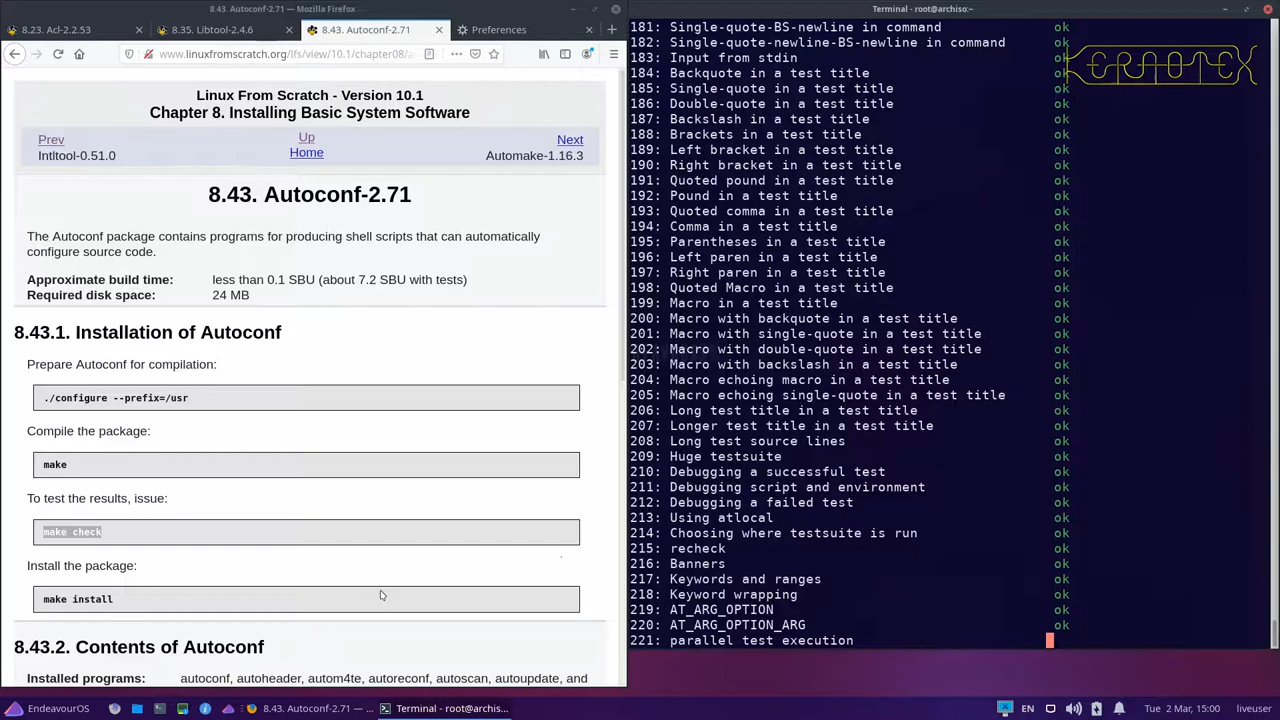 8.43. Autoconf-2.71 — Mozilla Firefox
Terminal - root@archiso:~
8.23. Acl-2.2.53
8.35. Libtool-2.4.6
8.43. Autoconf-2.71
Preferences
www.linuxfromscratch.org/lfs/view/10.1/chapter08/a
Linux From Scratch - Version 10.1
Chapter 8. Installing Basic System Software
Prev
Up
Next
Intltool-0.51.0
Home
Automake-1.16.3
8.43. Autoconf-2.71
The Autoconf package contains programs for producing shell scripts that can automatically
configure source code.
Approximate build time: less than 0.1 SBU (about 7.2 SBU with tests)
Required disk space: 24 MB
8.43.1. Installation of Autoconf
Prepare Autoconf for compilation:
./configure --prefix=/usr
Compile the package:
make
To test the results, issue:
make check
Install the package:
make install
8.43.2. Contents of Autoconf
Installed programs: autoconf, autoheader, autom4te, autoreconf, autoscan, autoupdate, and
181: Single-quote-BS-newline in command ok
182: Single-quote-newline-BS-newline in command ok
183: Input from stdin ok
184: Backquote in a test title ok
185: Single-quote in a test title ok
186: Double-quote in a test title ok
187: Backslash in a test title ok
188: Brackets in a test title ok
189: Left bracket in a test title ok
190: Right bracket in a test title ok
191: Quoted pound in a test title ok
192: Pound in a test title ok
193: Quoted comma in a test title ok
194: Comma in a test title ok
195: Parentheses in a test title ok
196: Left paren in a test title ok
197: Right paren in a test title ok
198: Quoted Macro in a test title ok
199: Macro in a test title ok
200: Macro with backquote in a test title ok
201: Macro with single-quote in a test title ok
202: Macro with double-quote in a test title ok
203: Macro with backslash in a test title ok
204: Macro echoing macro in a test title ok
205: Macro echoing single-quote in a test title ok
206: Long test title in a test title ok
207: Longer test title in a test title ok
208: Long test source lines ok
209: Huge testsuite ok
210: Debugging a successful test ok
211: Debugging script and environment ok
212: Debugging a failed test ok
213: Using atlocal ok
214: Choosing where testsuite is run ok
215: recheck ok
216: Banners ok
217: Keywords and ranges ok
218: Keyword wrapping ok
219: AT_ARG_OPTION ok
220: AT_ARG_OPTION_ARG ok
221: parallel test execution
EndeavourOS
8.43. Autoconf-2.71 — ...
Terminal - root@archis...
EN
Tue 2 Mar, 15:00
liveuser